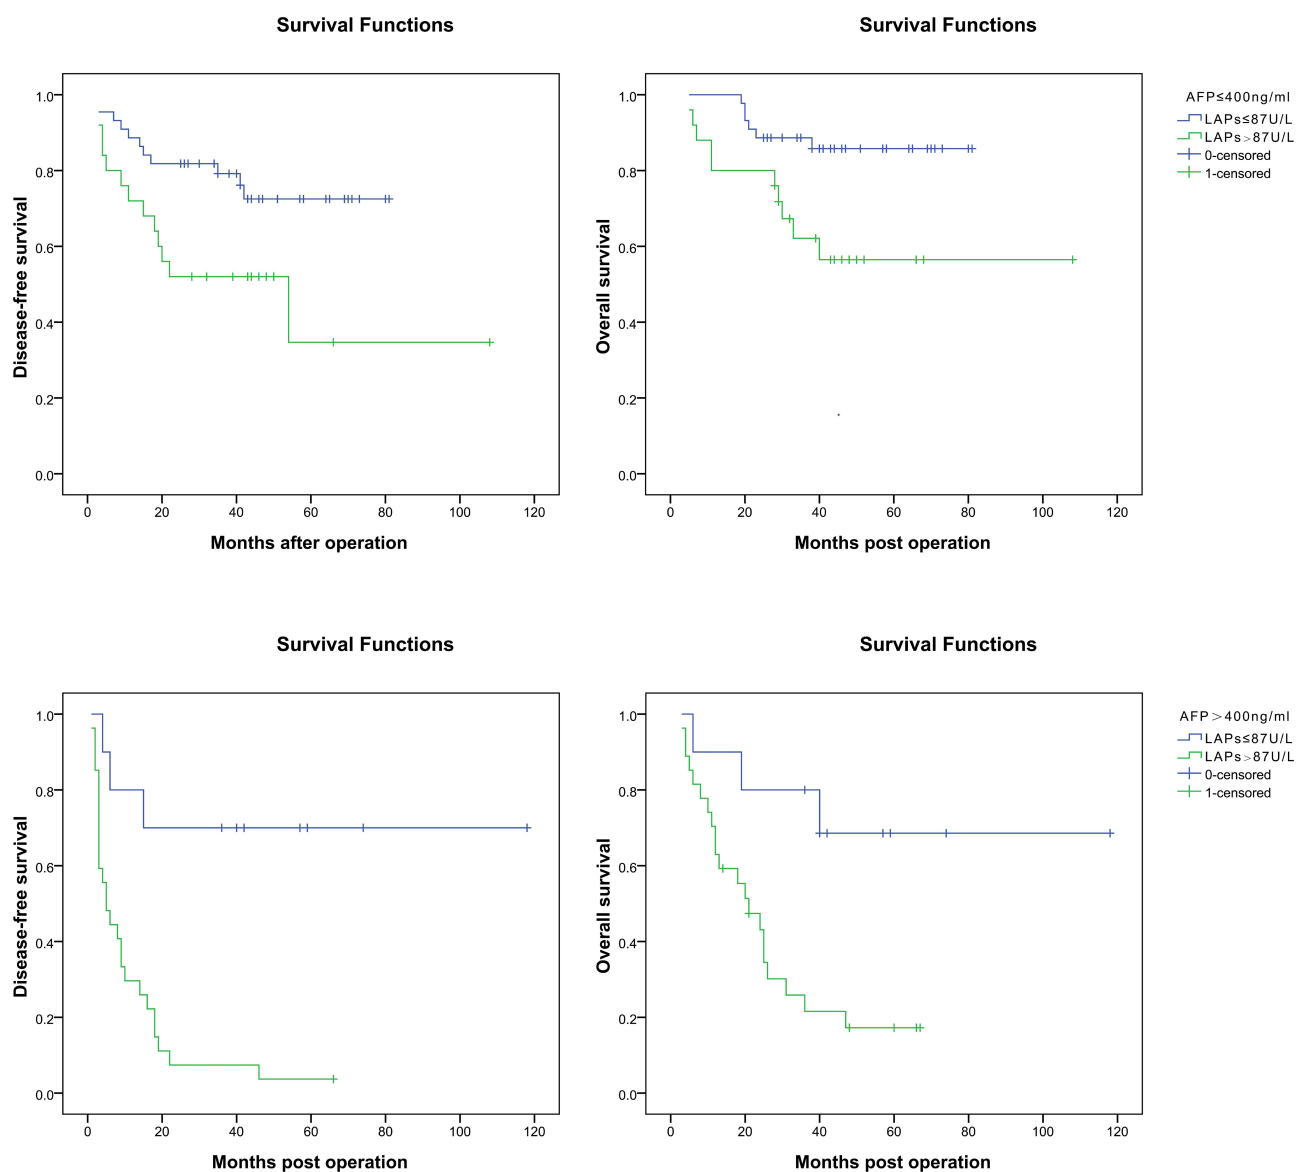 Survival Functions
Disease-free survival
1.0
0.8
0.6
0.4
0.2
0.0
0 20 40 60 80 100 120
Months after operation
Survival Functions
Overall survival
1.0
0.8
0.6
0.4
0.2
0.0
0 20 40 60 80 100 120
Months post operation
AFP≤400ng/ml
LAPs≤87U/L
LAPs>87U/L
0-censored
1-censored
Survival Functions
Disease-free survival
1.0
0.8
0.6
0.4
0.2
0.0
0 20 40 60 80 100 120
Months post operation
Survival Functions
Overall survival
1.0
0.8
0.6
0.4
0.2
0.0
0 20 40 60 80 100 120
Months post operation
AFP>400ng/ml
LAPs≤87U/L
LAPs>87U/L
0-censored
1-censored